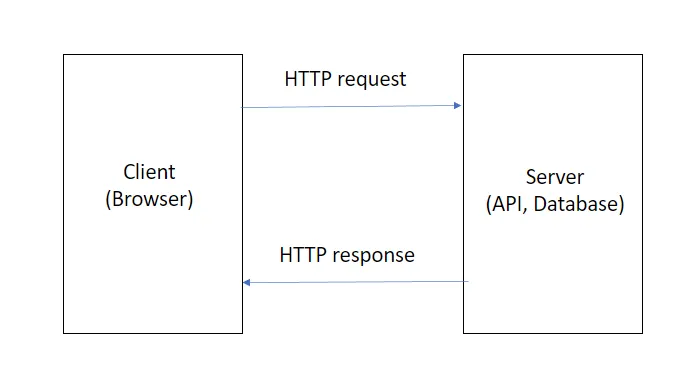 HTTP request
Client
(Browser)
Server
(API, Database)
HTTP response